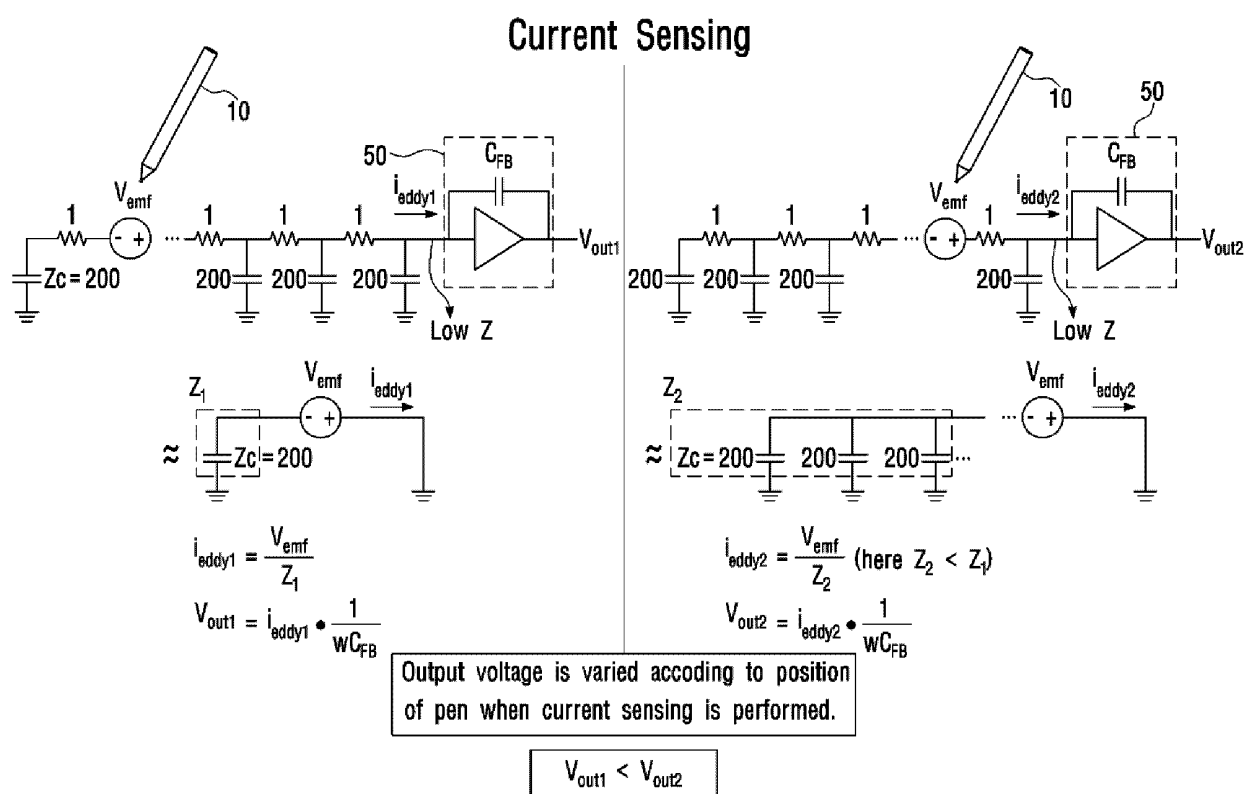 Current Sensing
10
50
C_FB
i_eddy1
V_emf
1 1 1 1
- + ...
V_out1
Zc = 200 200 200 200
Low Z
Z_1
V_emf
i_eddy1
- +
≈ Zc = 200
i_eddy1 = V_emf / Z_1
V_out1 = i_eddy1 • 1 / wC_FB
10
50
C_FB
i_eddy2
V_emf
1 1 1 1
... - +
V_out2
200 200 200 200
Low Z
Z_2
V_emf
i_eddy2
... - +
≈ Zc = 200 200 200 ...
i_eddy2 = V_emf / Z_2 (here Z_2 < Z_1)
V_out2 = i_eddy2 • 1 / wC_FB
Output voltage is varied accoding to position
of pen when current sensing is performed.
V_out1 < V_out2